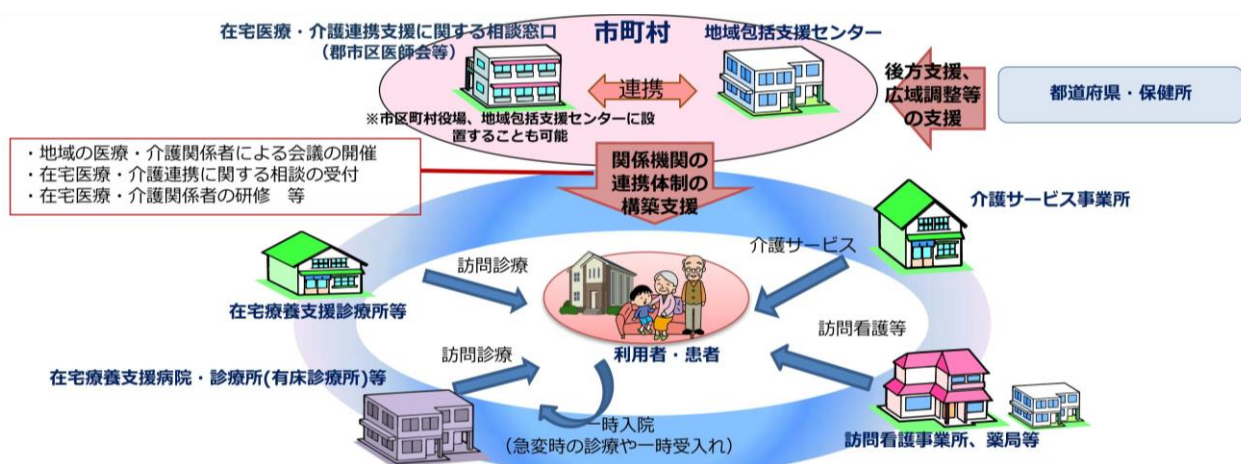 市町村
在宅医療・介護連携支援に関する相談窓口
（郡市区医師会等）
地域包括支援センター
連携
※市区町村役場、地域包括支援センターに設
置することも可能
後方支援、
広域調整等
の支援
都道府県・保健所
・地域の医療・介護関係者による会議の開催
・在宅医療・介護連携に関する相談の受付
・在宅医療・介護関係者の研修　等
関係機関の
連携体制の
構築支援
介護サービス事業所
介護サービス
訪問診療
在宅療養支援診療所等
利用者・患者
訪問看護等
訪問診療
在宅療養支援病院・診療所(有床診療所)等
一時入院
（急変時の診療や一時受入れ）
訪問看護事業所、薬局等